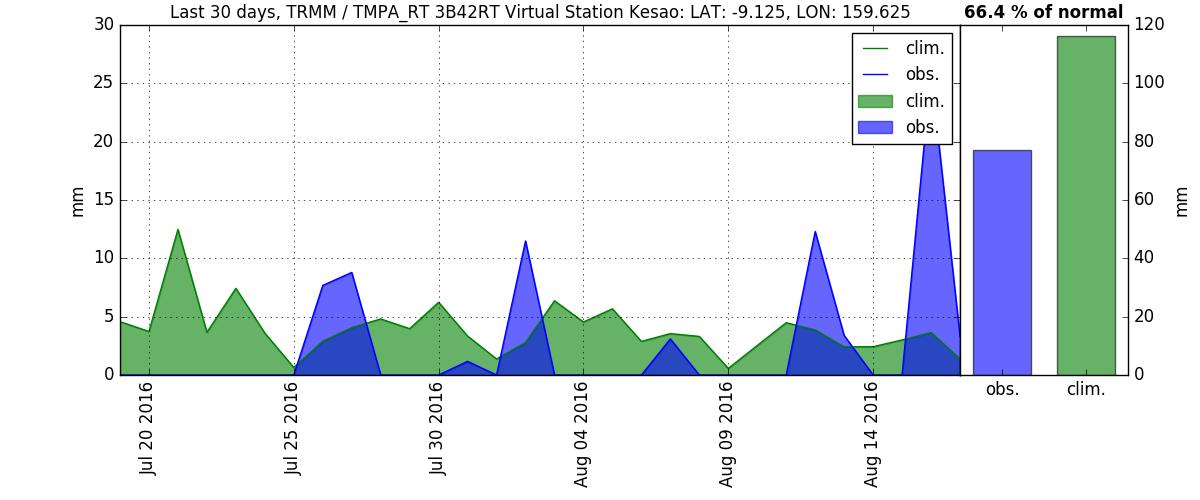 Last 30 days, TRMM / TMPA_RT 3B42RT Virtual Station Kesao: LAT: -9.125, LON: 159.625
66.4 % of normal
30
25
20
15
10
5
0
mm
clim.
obs.
clim.
obs.
120
100
80
60
40
20
0
mm
Jul 20 2016
Jul 25 2016
Jul 30 2016
Aug 04 2016
Aug 09 2016
Aug 14 2016
obs.
clim.